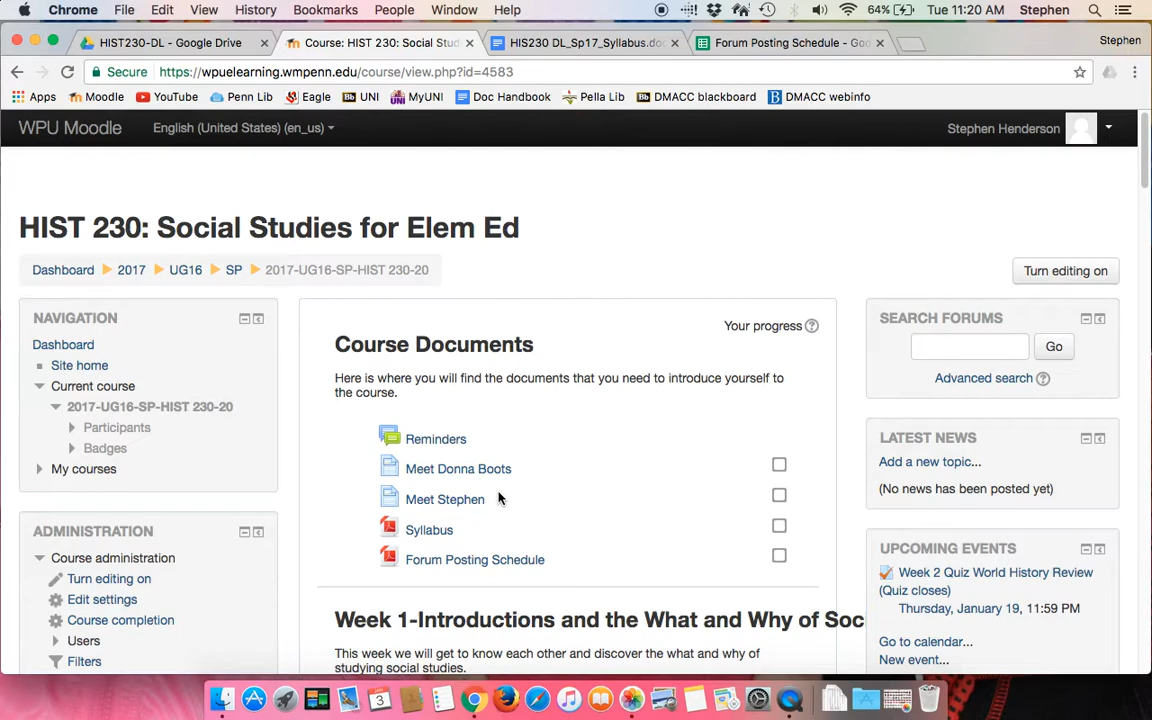 Chrome File Edit View History Bookmarks People Window Help 64% Tue 11:20 AM Stephen
HIST230-DL - Google Drive × Course: HIST 230: Social Stud × HIS230 DL_Sp17_Syllabus.doc × Forum Posting Schedule - Goo × Stephen
Secure https://wpuelearning.wmpenn.edu/course/view.php?id=4583
Apps Moodle YouTube Penn Lib Eagle Bb UNI UNI MyUNI Doc Handbook Pella Lib Bb DMACC blackboard B DMACC webinfo
WPU Moodle English (United States) (en_us) Stephen Henderson
HIST 230: Social Studies for Elem Ed
Dashboard 2017 UG16 SP 2017-UG16-SP-HIST 230-20 Turn editing on
NAVIGATION
Dashboard
Site home
Current course
2017-UG16-SP-HIST 230-20
Participants
Badges
My courses
ADMINISTRATION
Course administration
Turn editing on
Edit settings
Course completion
Users
Filters
Your progress ?
Course Documents
Here is where you will find the documents that you need to introduce yourself to
the course.
Reminders
Meet Donna Boots
Meet Stephen
Syllabus
Forum Posting Schedule
Week 1-Introductions and the What and Why of Soc
This week we will get to know each other and discover the what and why of
studying social studies.
SEARCH FORUMS
Go
Advanced search ?
LATEST NEWS
Add a new topic...
(No news has been posted yet)
UPCOMING EVENTS
Week 2 Quiz World History Review
(Quiz closes)
Thursday, January 19, 11:59 PM
Go to calendar...
New event...
3